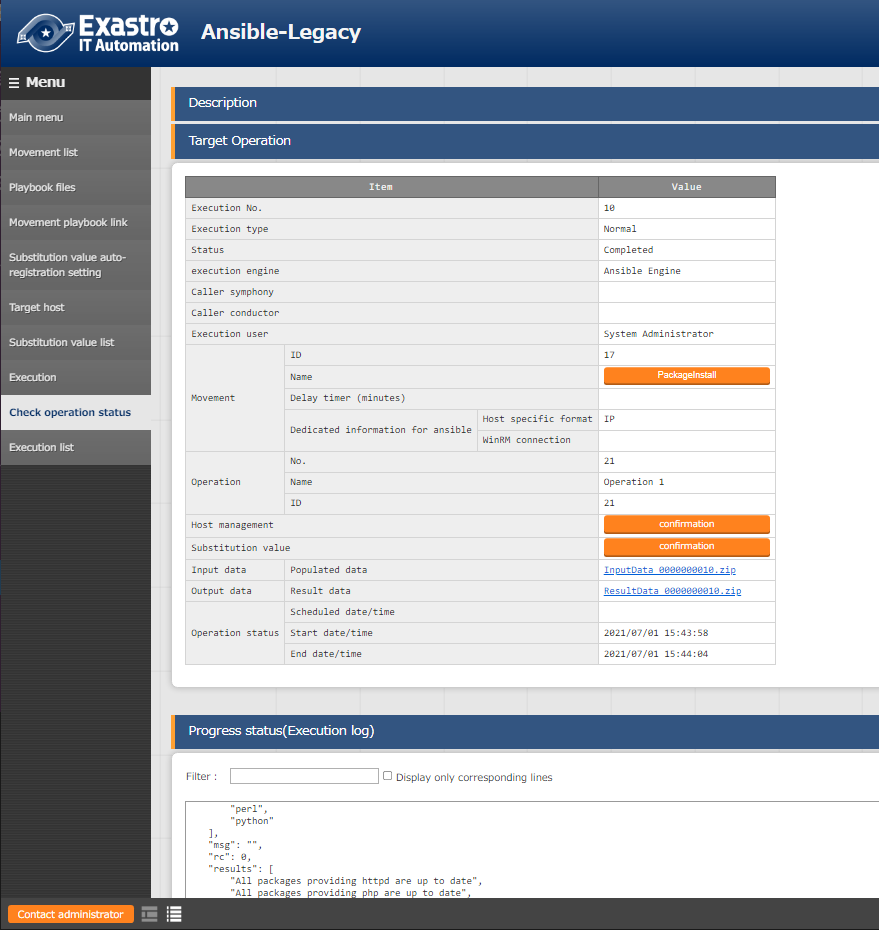 Exastro
IT Automation
Ansible-Legacy
Menu
Main menu
Movement list
Playbook files
Movement playbook link
Substitution value auto-
registration setting
Target host
Substitution value list
Execution
Check operation status
Execution list
Description
Target Operation
Item Value
Execution No. 10
Execution type Normal
Status Completed
execution engine Ansible Engine
Caller symphony
Caller conductor
Execution user System Administrator
Movement
ID 17
Name PackageInstall
Delay timer (minutes)
Dedicated information for ansible
Host specific format IP
WinRM connection
Operation
No. 21
Name Operation 1
ID 21
Host management confirmation
Substitution value confirmation
Input data Populated data InputData_0000000010.zip
Output data Result data ResultData_0000000010.zip
Operation status
Scheduled date/time
Start date/time 2021/07/01 15:43:58
End date/time 2021/07/01 15:44:04
Progress status(Execution log)
Filter : Display only corresponding lines
"perl",
"python"
],
"msg": "",
"rc": 0,
"results": [
"All packages providing httpd are up to date",
"All packages providing php are up to date",
Contact administrator